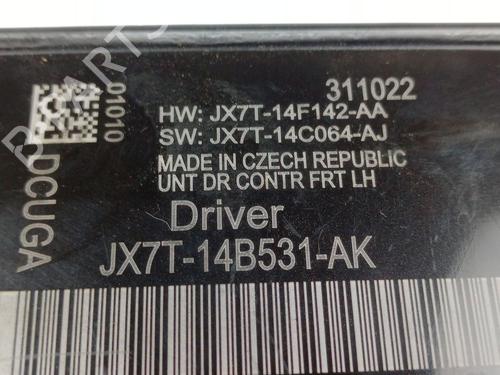 311022
01010
HW: JX7T-14F142-AA
SW: JX7T-14C064-AJ
MADE IN CZECH REPUBLIC
UNT DR CONTR FRT LH
DCUGA
Driver
JX7T-14B531-AK